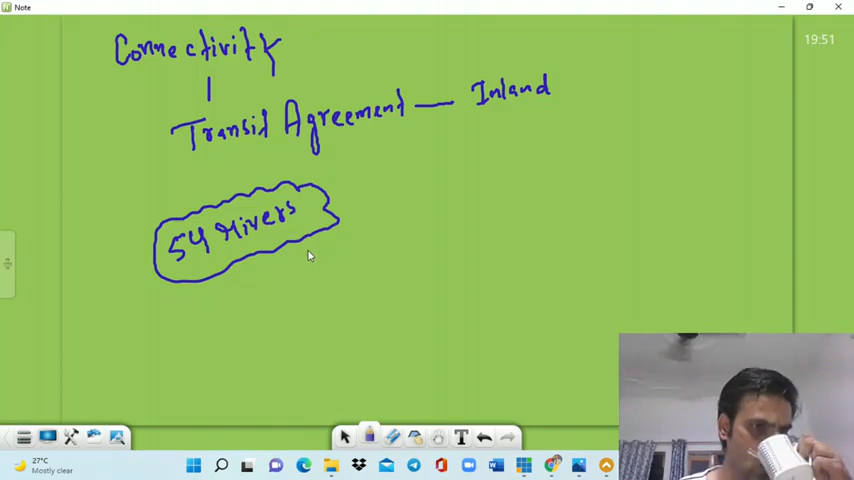 Note
19:51
Connectivity
Transit Agreement — Inland
54 rivers
27°C
Mostly clear